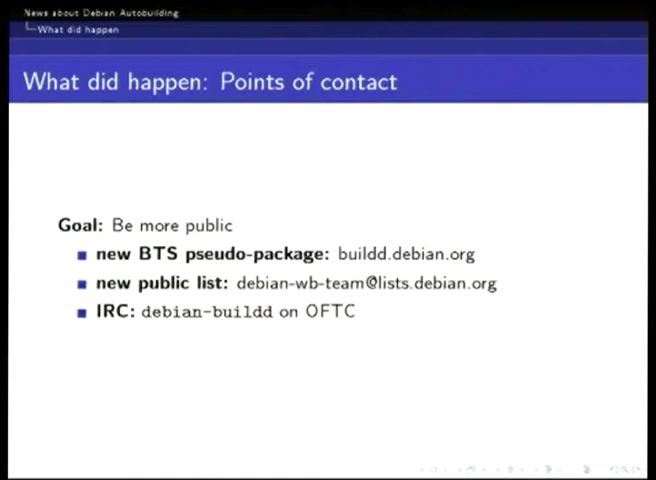 News about Debian Autobuilding
What did happen
What did happen: Points of contact
Goal: Be more public
new BTS pseudo-package: buildd.debian.org
new public list: debian-wb-team@lists.debian.org
IRC: debian-buildd on OFTC